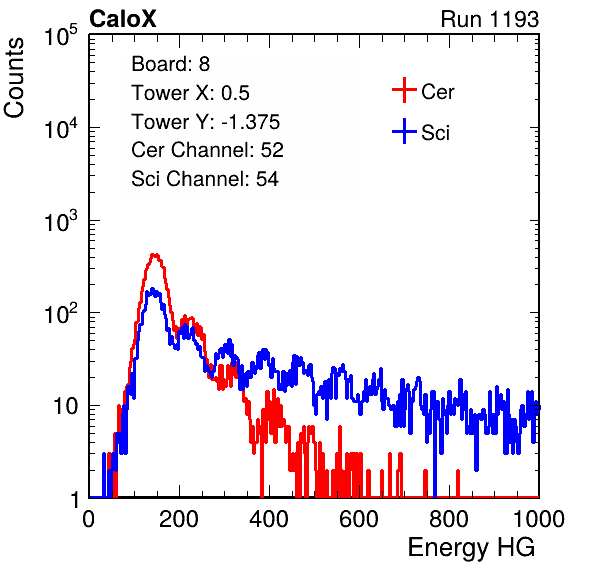 CaloX Run 1193
Counts
10^5
10^4
10^3
10^2
10
1
Board: 8
Tower X: 0.5
Tower Y: -1.375
Cer Channel: 52
Sci Channel: 54
Cer
Sci
0 200 400 600 800 1000
Energy HG